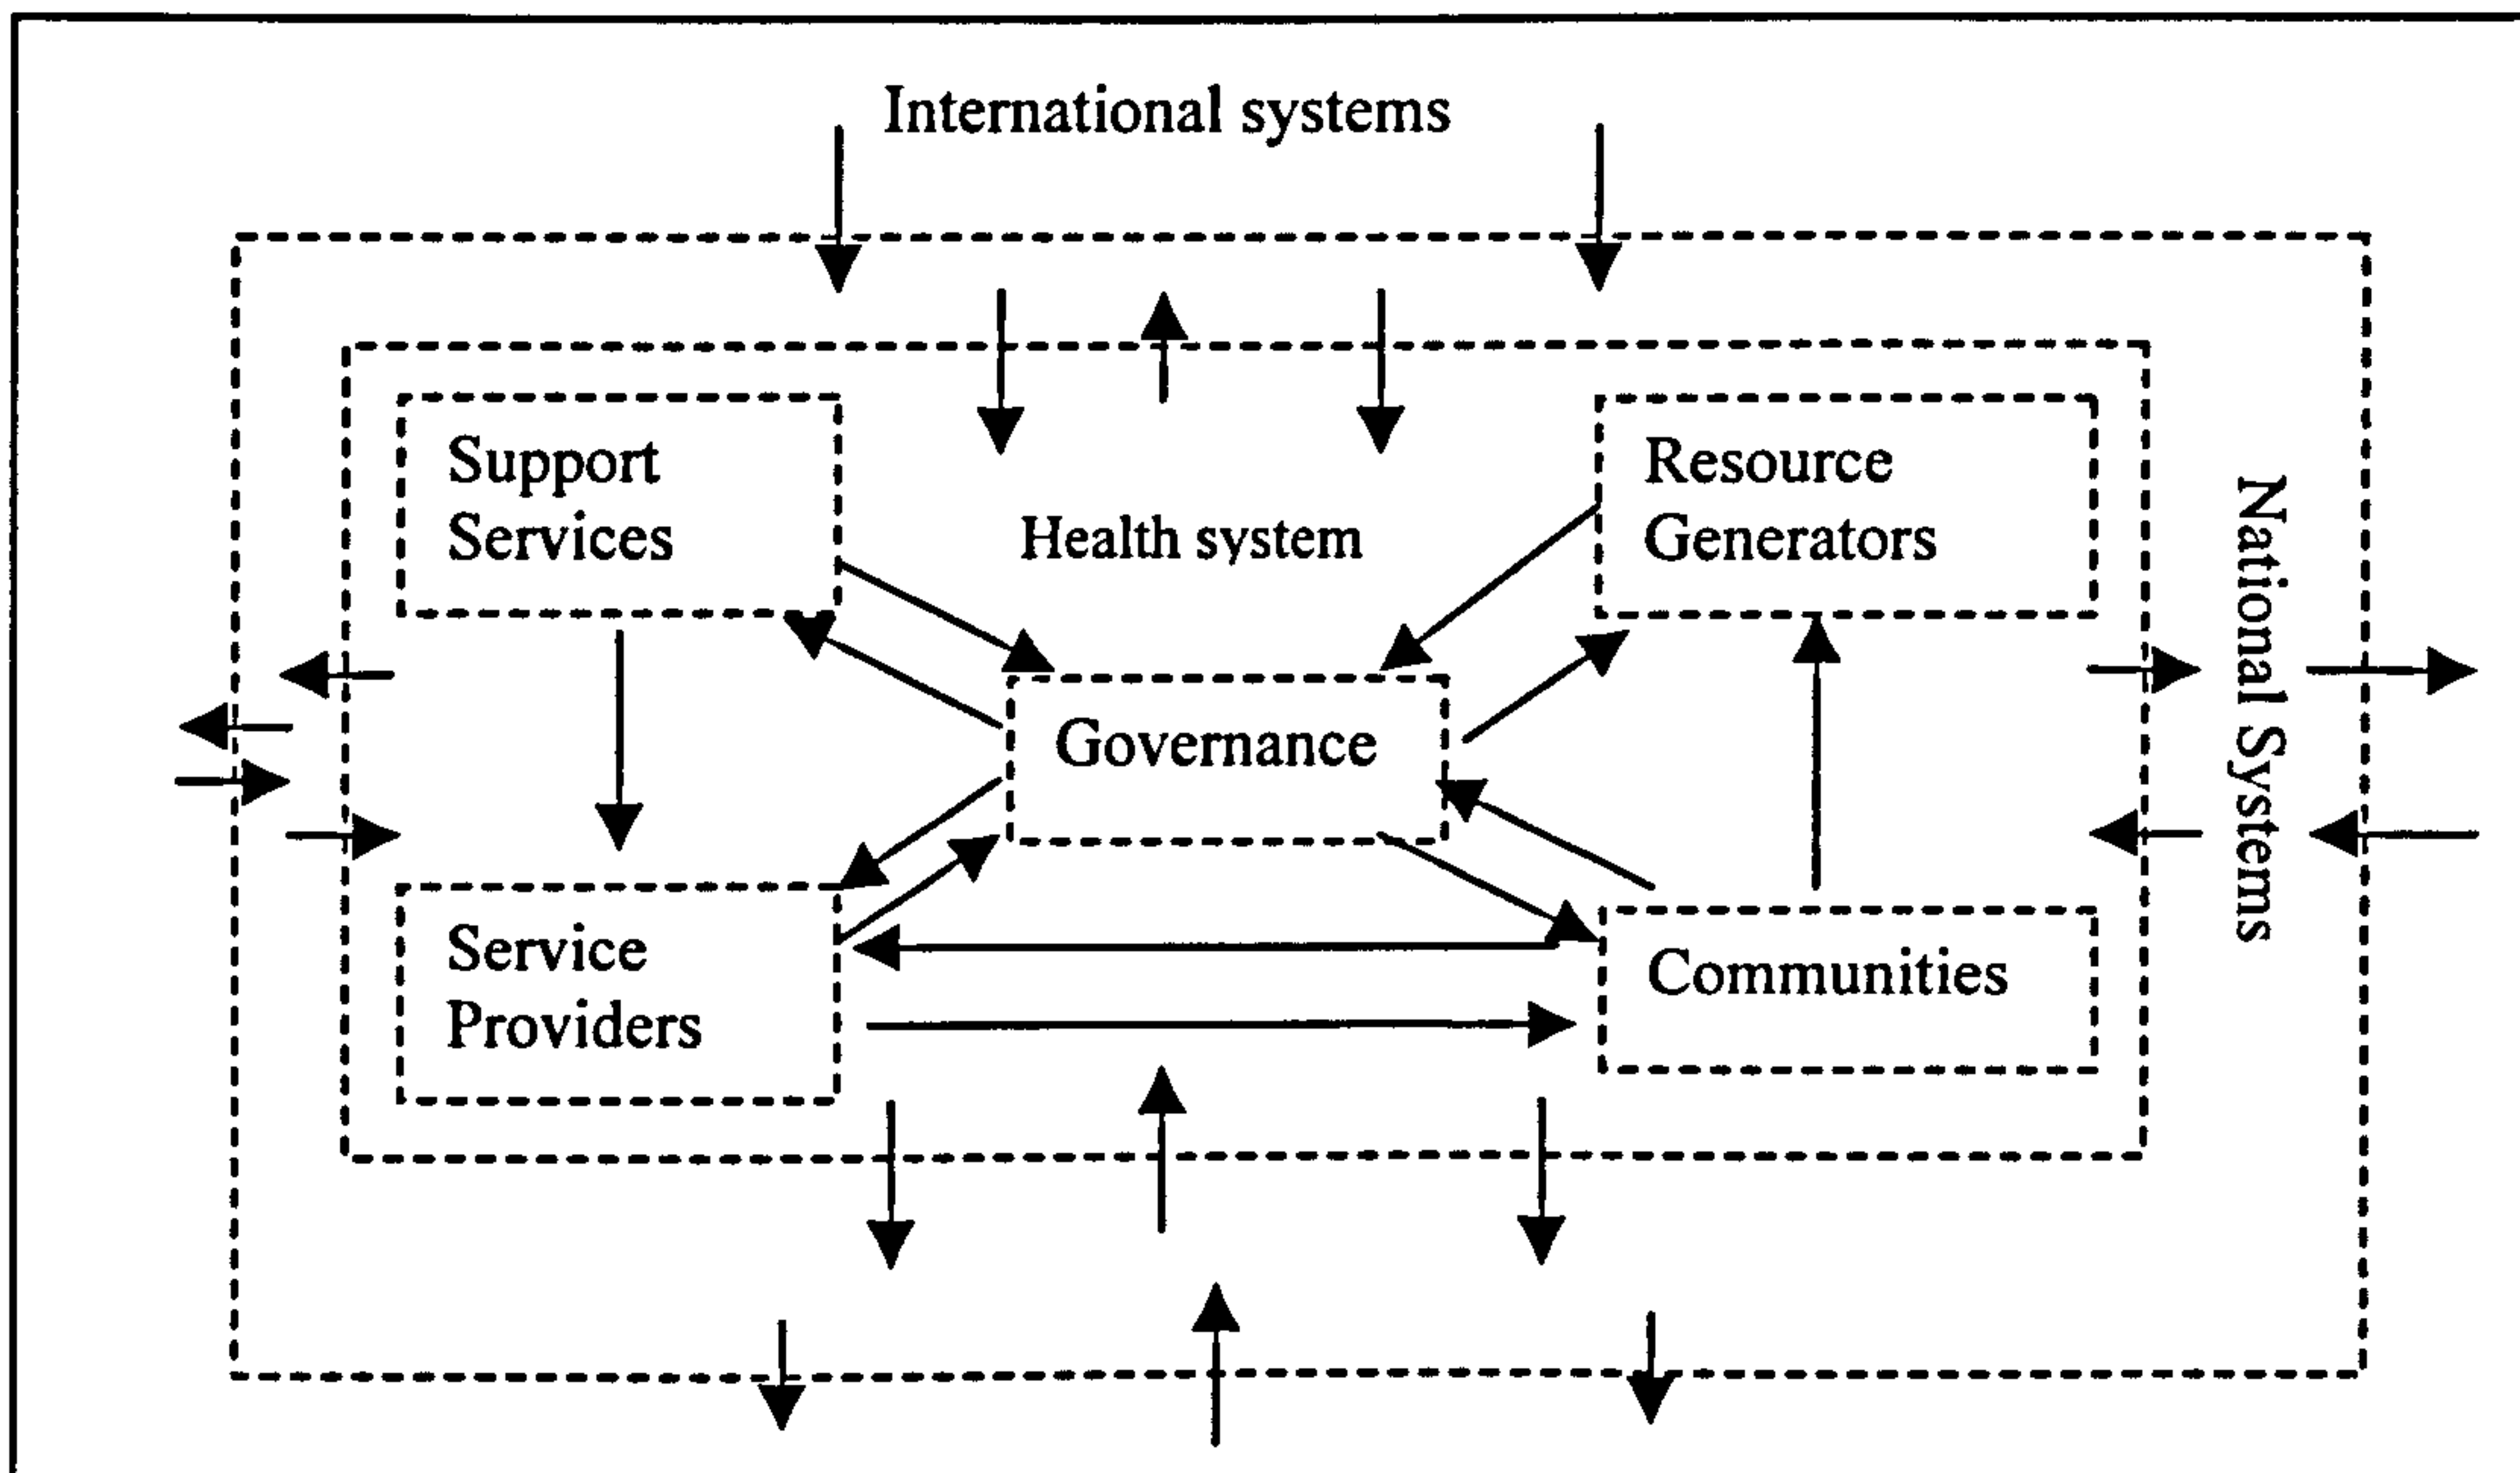 International systems
Support
Services
Resource
Generators
Health system
National Systems
Governance
Service
Providers
Communities